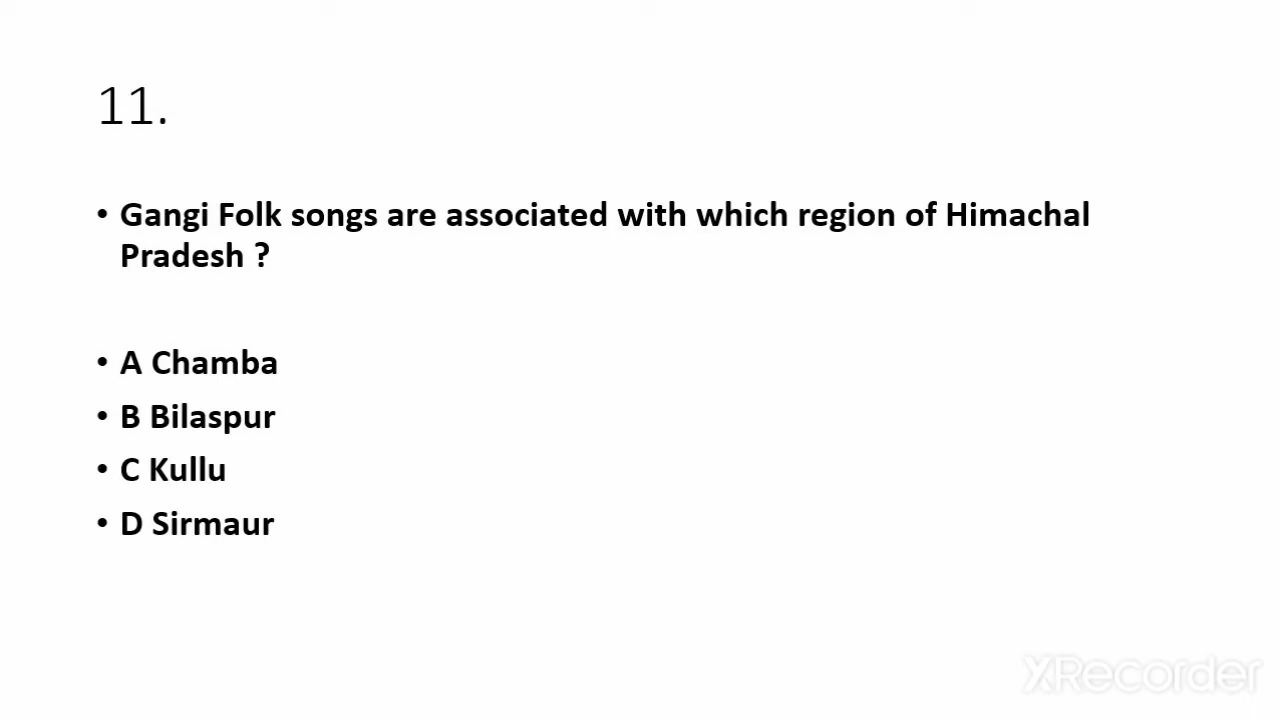 11.
• Gangi Folk songs are associated with which region of Himachal
Pradesh ?
• A Chamba
• B Bilaspur
• C Kullu
• D Sirmaur
XRecorder